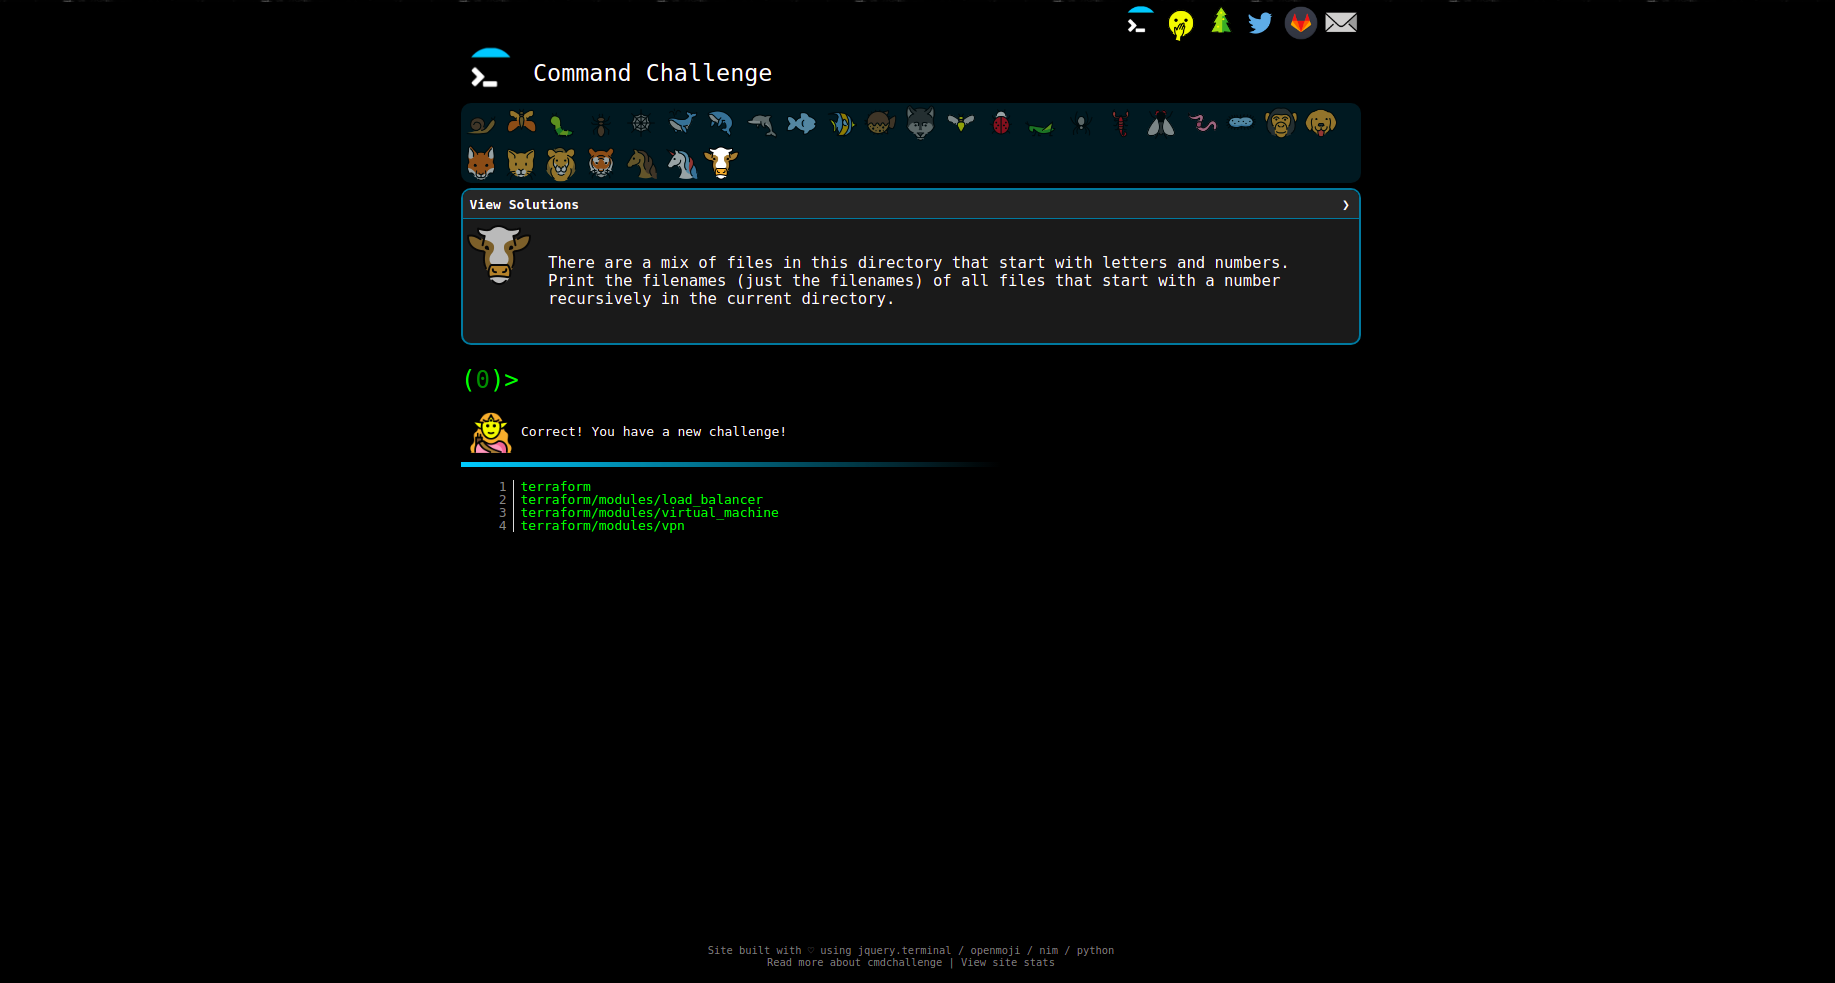 Command Challenge
View Solutions ❯
There are a mix of files in this directory that start with letters and numbers.
Print the filenames (just the filenames) of all files that start with a number
recursively in the current directory.
(0)>
Correct! You have a new challenge!
1 terraform
2 terraform/modules/load_balancer
3 terraform/modules/virtual_machine
4 terraform/modules/vpn
Site built with ♡ using jquery.terminal / openmoji / nim / python
Read more about cmdchallenge | View site stats